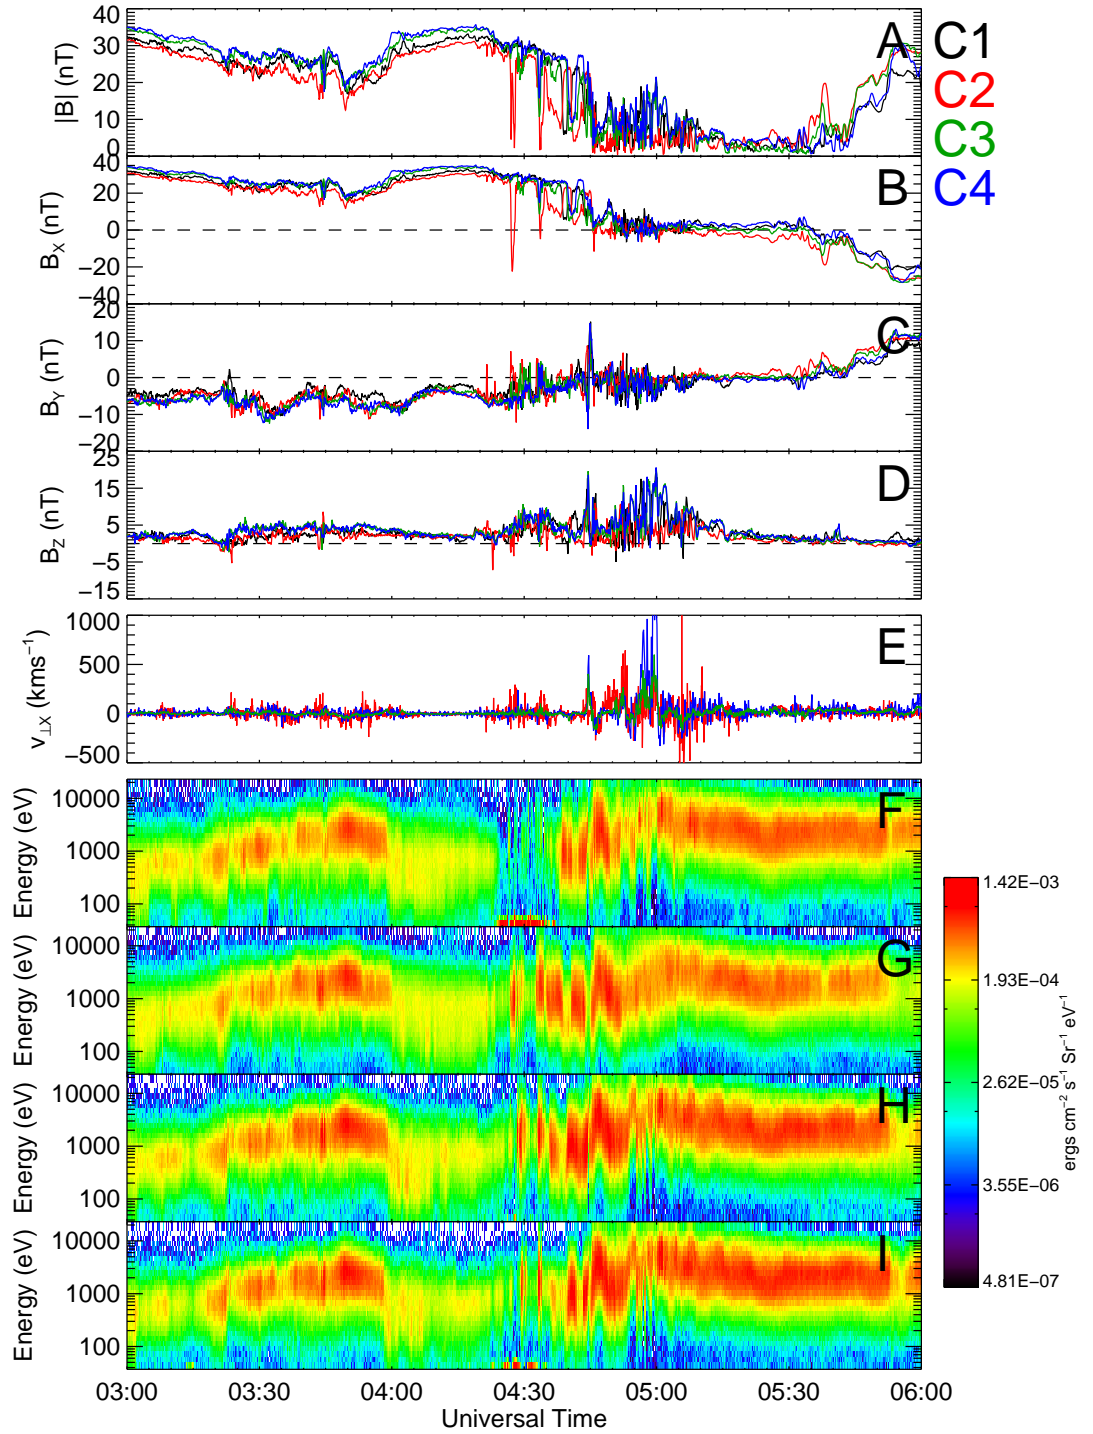 40
30
20
10
0
|B| (nT)
A
C1
C2
C3
C4
40
20
0
−20
−40
B_X (nT)
B
20
10
0
−10
−20
B_Y (nT)
C
25
15
5
−5
−15
B_Z (nT)
D
1000
500
0
−500
v_⊥X (kms⁻¹)
E
10000
1000
100
Energy (eV)
F
10000
1000
100
Energy (eV)
G
10000
1000
100
Energy (eV)
H
10000
1000
100
Energy (eV)
I
1.42E−03
1.93E−04
2.62E−05
3.55E−06
4.81E−07
ergs cm⁻² s⁻¹ Sr⁻¹ eV⁻¹
03:00 03:30 04:00 04:30 05:00 05:30 06:00
Universal Time